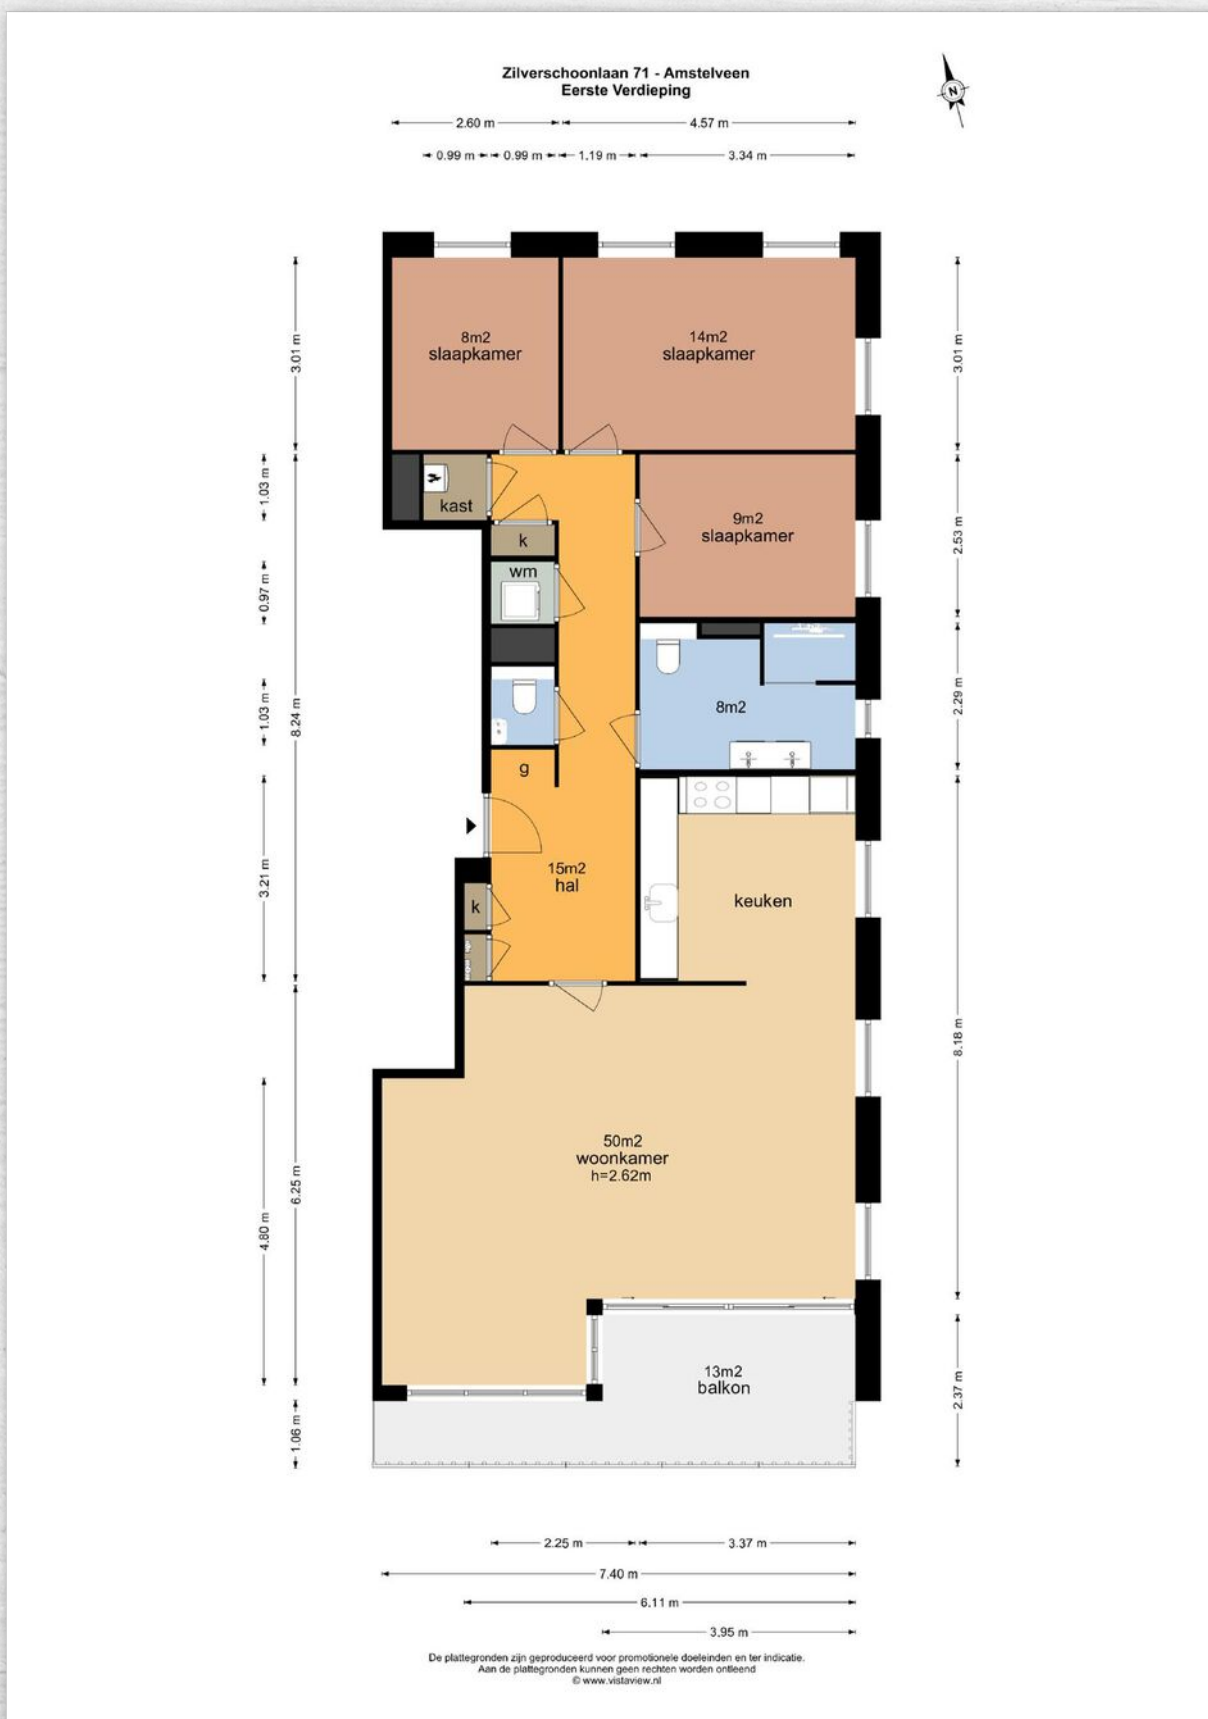 Zilverschoonlaan 71 - Amstelveen
Eerste Verdieping
N
2.60 m
4.57 m
0.99 m
0.99 m
1.19 m
3.34 m
3.01 m
8m2
slaapkamer
14m2
slaapkamer
3.01 m
1.03 m
kast
k
9m2
slaapkamer
2.53 m
0.97 m
wm
8.24 m
1.03 m
8m2
2.29 m
g
3.21 m
15m2
hal
k
keuken
8.18 m
50m2
woonkamer
h=2.62m
6.25 m
4.80 m
13m2
balkon
2.37 m
1.06 m
2.25 m
3.37 m
7.40 m
6.11 m
3.95 m
De plattegronden zijn geproduceerd voor promotionele doeleinden en ter indicatie.
Aan de plattegronden kunnen geen rechten worden ontleend
© www.vistaview.nl